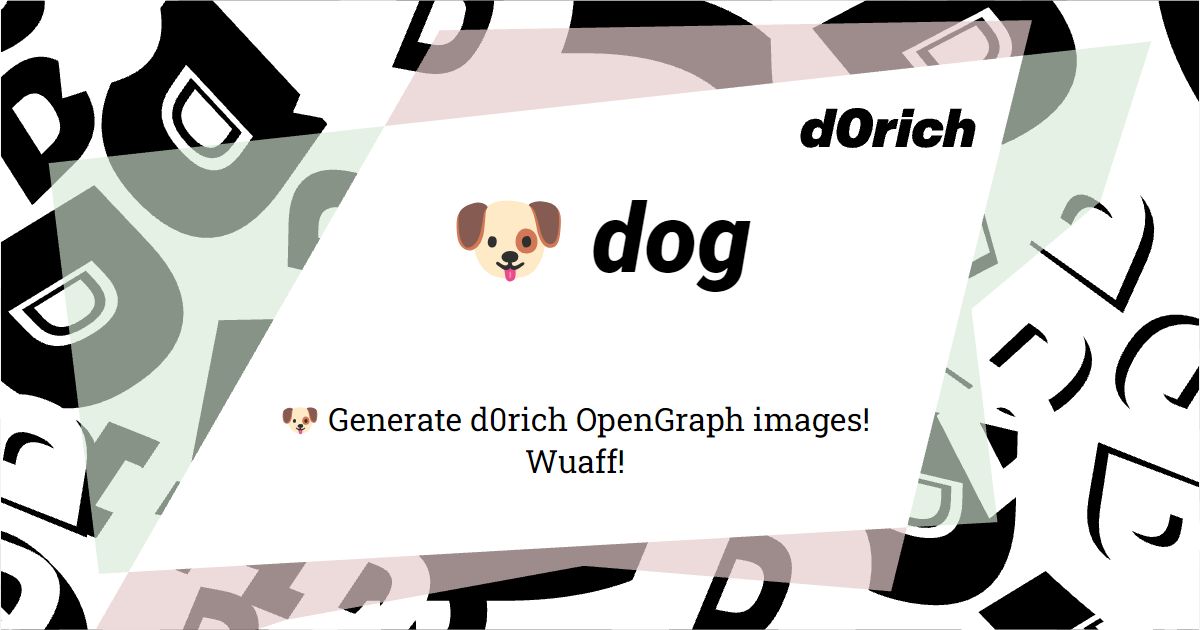 d0rich
🐶 dog
🐶 Generate d0rich OpenGraph images!
Wuaff!